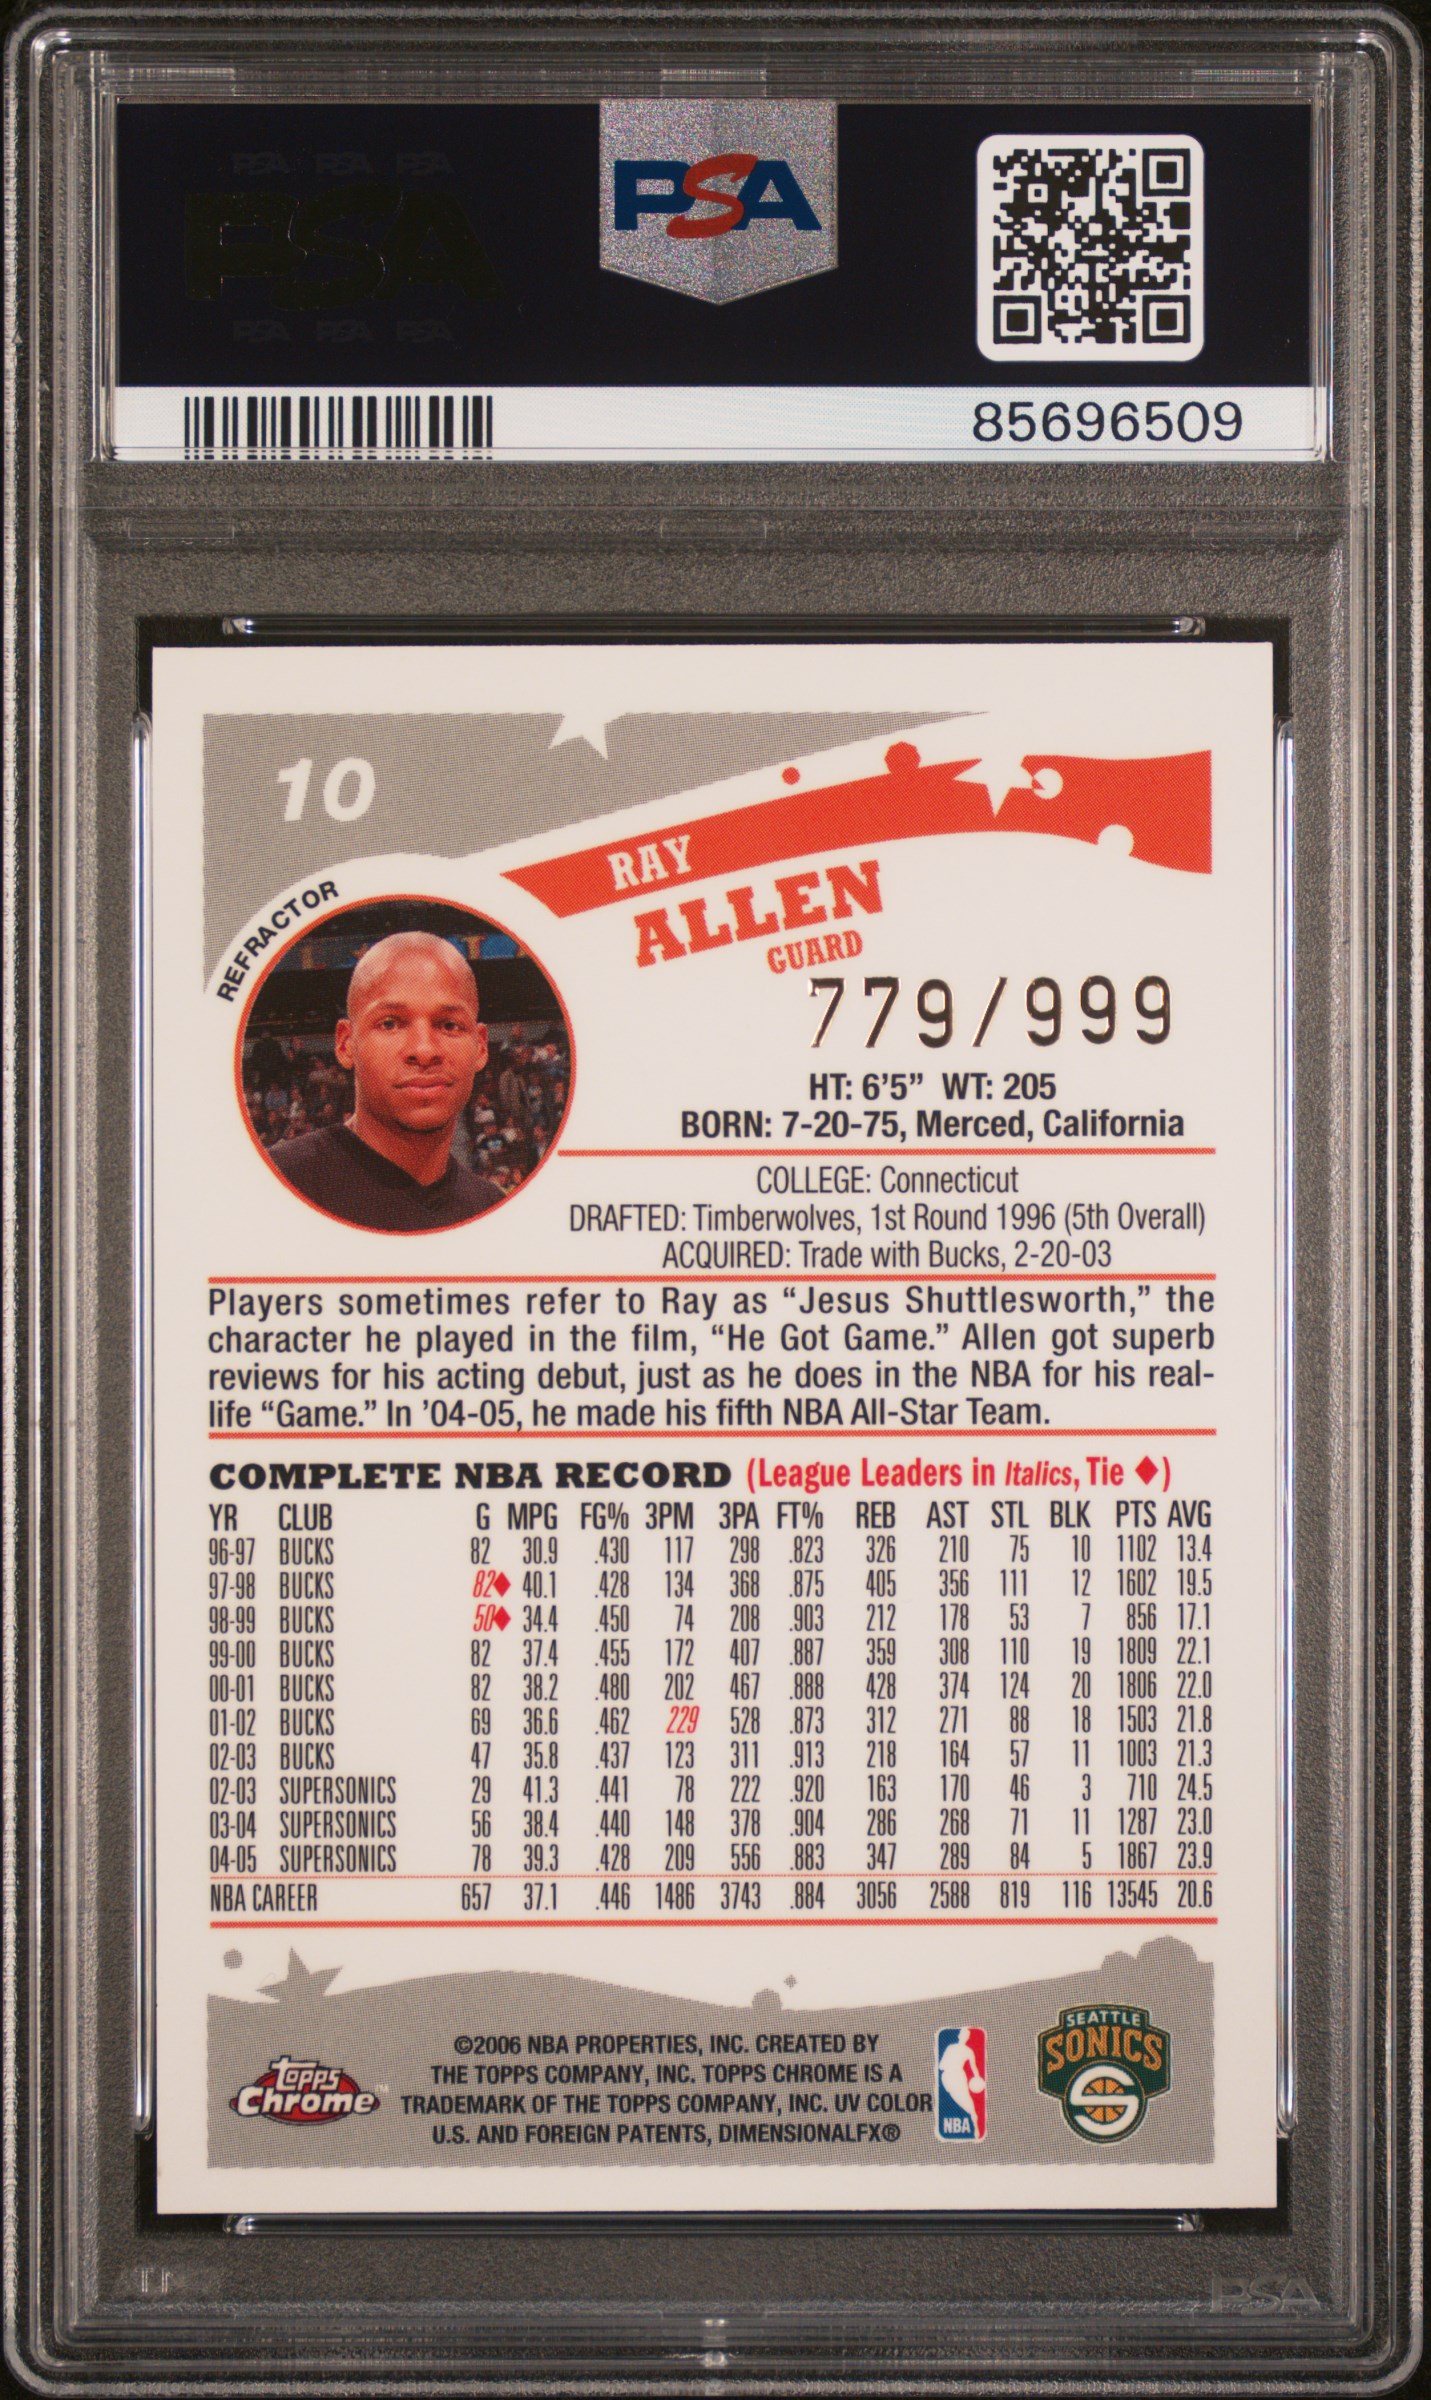 PSA PSA PSA
PSA
PSA PSA PSA
PSA
85696509
10
REFRACTOR
RAY
ALLEN
GUARD
779/999
HT: 6'5” WT: 205
BORN: 7-20-75, Merced, California
COLLEGE: Connecticut
DRAFTED: Timberwolves, 1st Round 1996 (5th Overall)
ACQUIRED: Trade with Bucks, 2-20-03
Players sometimes refer to Ray as “Jesus Shuttlesworth,” the
character he played in the film, “He Got Game.” Allen got superb
reviews for his acting debut, just as he does in the NBA for his real-
life “Game.” In ’04-05, he made his fifth NBA All-Star Team.
COMPLETE NBA RECORD (League Leaders in Italics, Tie ♦)
YR CLUB G MPG FG% 3PM 3PA FT% REB AST STL BLK PTS AVG
96-97 BUCKS 82 30.9 .430 117 298 .823 326 210 75 10 1102 13.4
97-98 BUCKS 82♦ 40.1 .428 134 368 .875 405 356 111 12 1602 19.5
98-99 BUCKS 50♦ 34.4 .450 74 208 .903 212 178 53 7 856 17.1
99-00 BUCKS 82 37.4 .455 172 407 .887 359 308 110 19 1809 22.1
00-01 BUCKS 82 38.2 .480 202 467 .888 428 374 124 20 1806 22.0
01-02 BUCKS 69 36.6 .462 229 528 .873 312 271 88 18 1503 21.8
02-03 BUCKS 47 35.8 .437 123 311 .913 218 164 57 11 1003 21.3
02-03 SUPERSONICS 29 41.3 .441 78 222 .920 163 170 46 3 710 24.5
03-04 SUPERSONICS 56 38.4 .440 148 378 .904 286 268 71 11 1287 23.0
04-05 SUPERSONICS 78 39.3 .428 209 556 .883 347 289 84 5 1867 23.9
NBA CAREER 657 37.1 .446 1486 3743 .884 3056 2588 819 116 13545 20.6
©2006 NBA PROPERTIES, INC. CREATED BY
THE TOPPS COMPANY, INC. TOPPS CHROME IS A
TRADEMARK OF THE TOPPS COMPANY, INC. UV COLOR
U.S. AND FOREIGN PATENTS, DIMENSIONALFX®
Topps
Chrome™
NBA
SEATTLE
SONICS
PSA